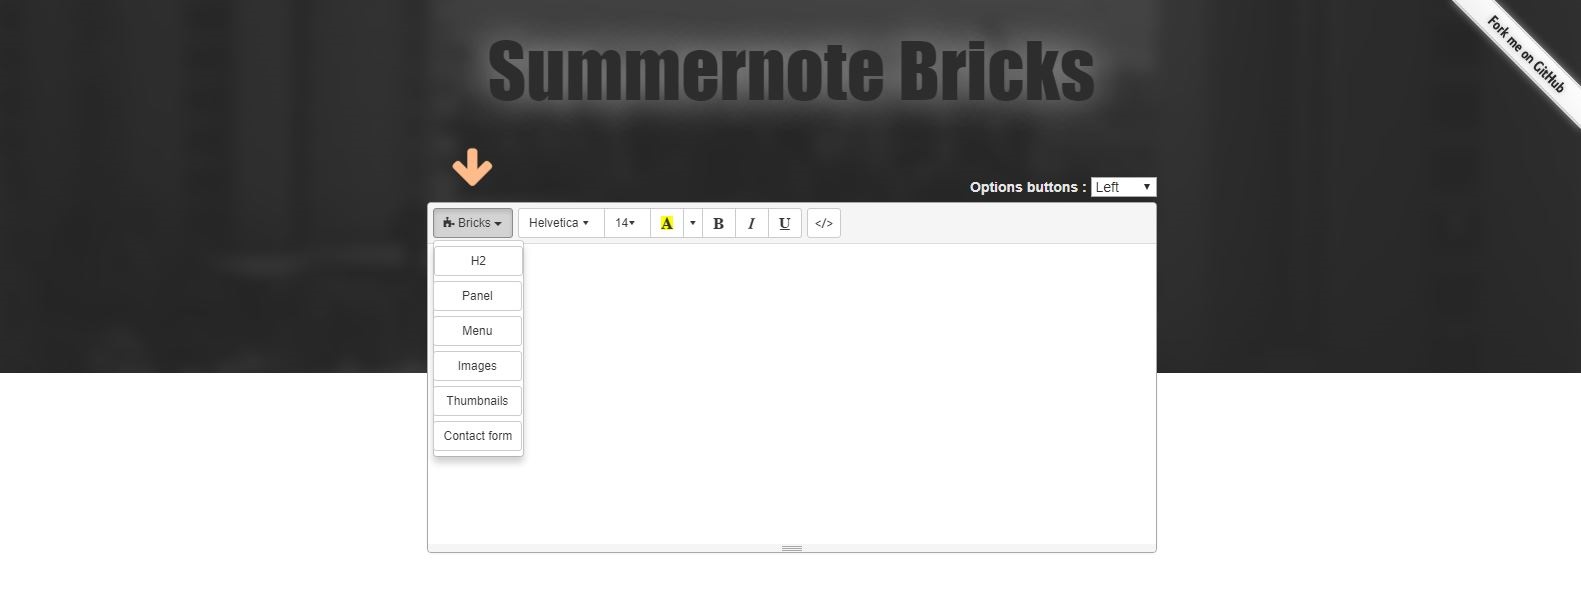 Summernote Bricks
Fork me on GitHub
Options buttons : Left
Bricks Helvetica 14 A B I U </>
H2
Panel
Menu
Images
Thumbnails
Contact form